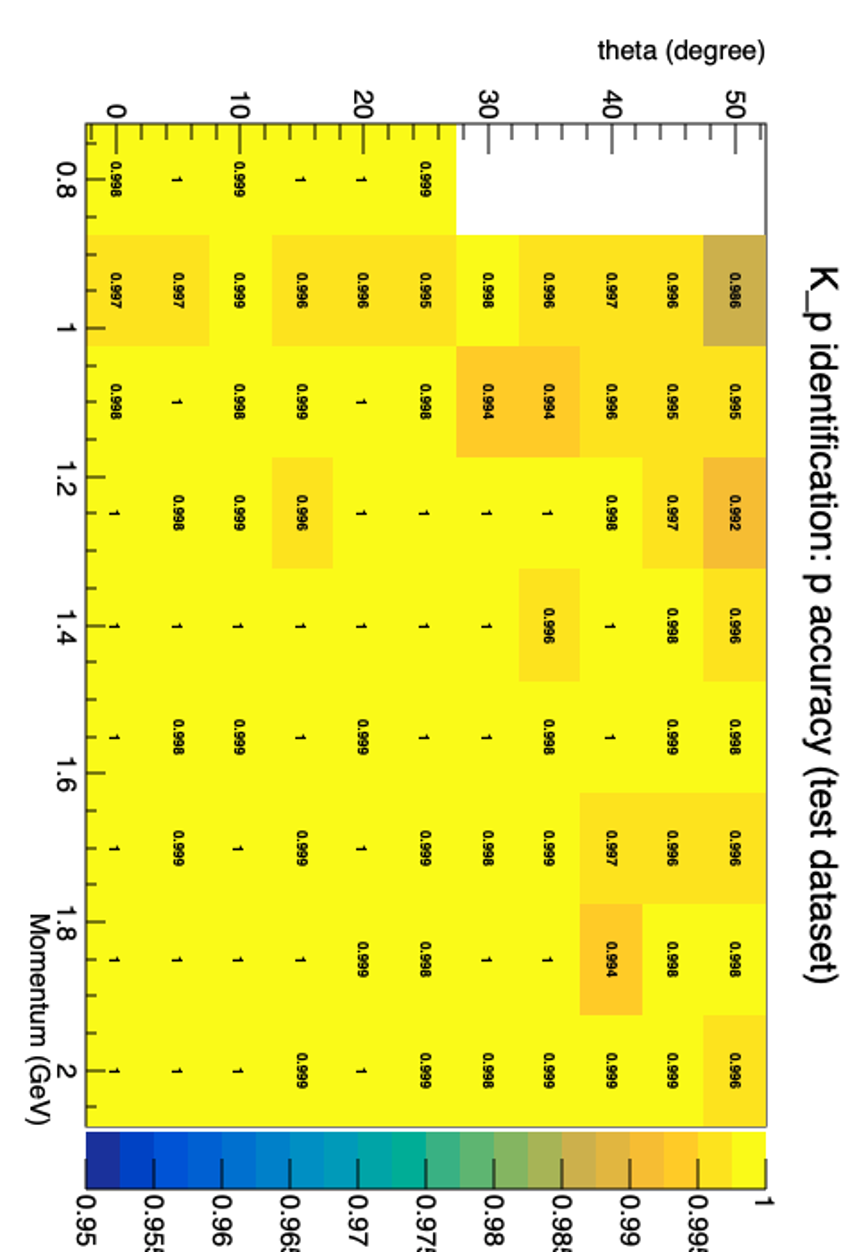 K_p identification: p accuracy (test dataset)
theta (degree)
50 0.986 0.995 0.992 0.996 0.998 0.996 0.998 0.996
0.996 0.995 0.997 0.998 0.999 0.996 0.998 0.999
40 0.997 0.996 0.998 1 1 0.997 0.994 0.999
0.996 0.994 1 0.996 0.998 0.999 1 0.999
30 0.998 0.994 1 1 1 0.998 1 0.998
0.999 0.995 0.998 1 1 1 0.999 0.998 0.999
20 1 0.996 1 1 1 0.999 1 0.999 1
1 0.996 0.999 0.996 1 1 0.999 1 0.999
10 0.999 0.999 0.998 0.999 1 0.999 1 1 1
1 0.997 1 0.998 1 0.998 0.999 1 1
0 0.998 0.997 0.998 1 1 1 1 1 1
0.8 1 1.2 1.4 1.6 1.8 2
Momentum (GeV)
1
0.995
0.99
0.985
0.98
0.975
0.97
0.965
0.96
0.955
0.95